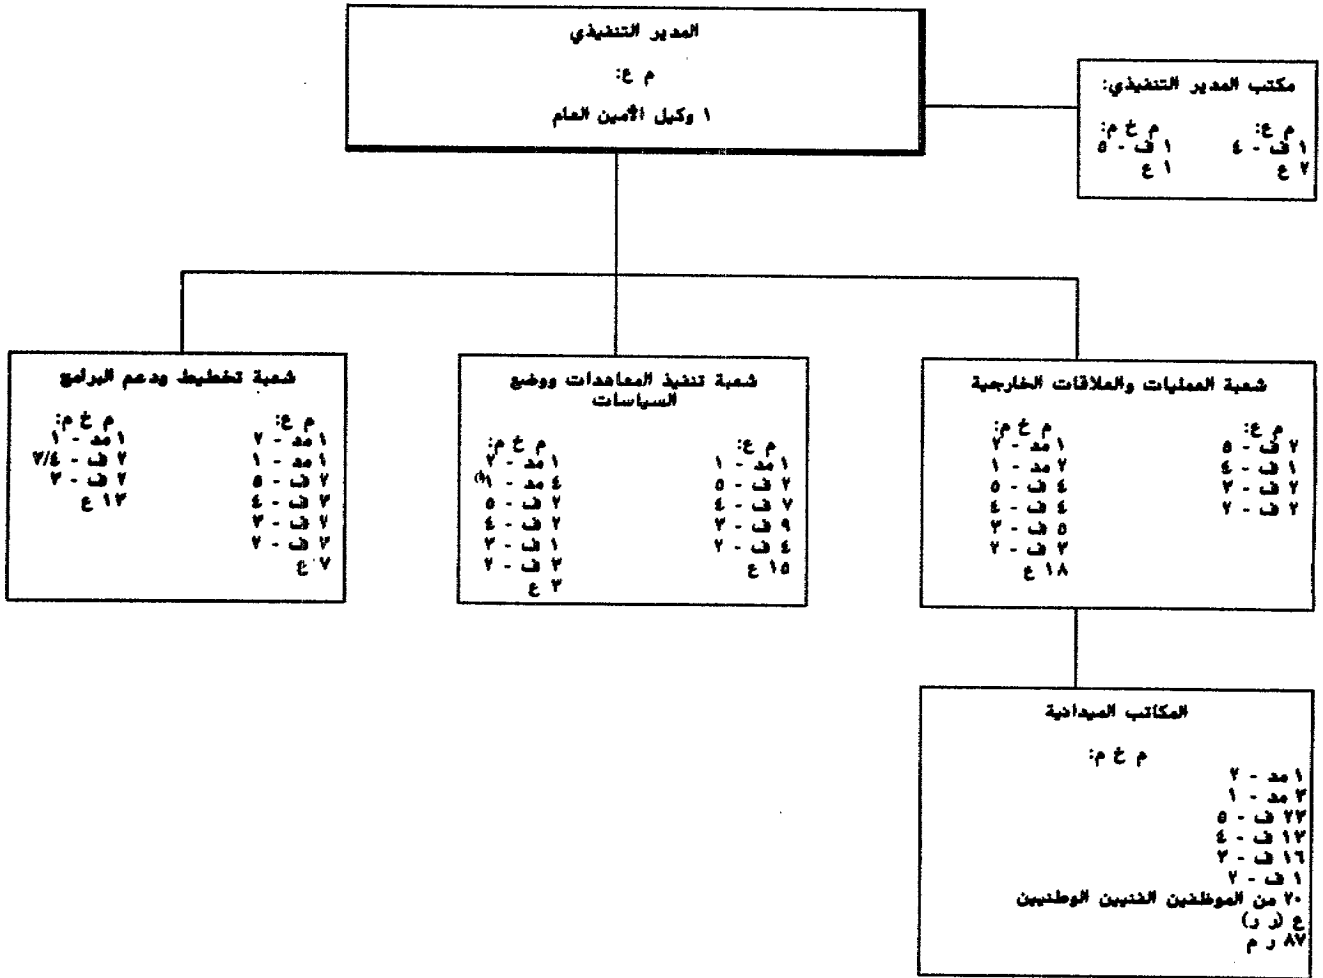 المدير التنفيذي
م ع:
١ وكيل الأمين العام
مكتب المدير التنفيذي:
م ع:
١ ف - ٤
٢ ع
م خ م:
١ ف - ٥
١ ع
شعبة العمليات والعلاقات الخارجية
م ع:
٢ ف - ٥
١ ف - ٤
٢ ف - ٣
٢ ف - ٢
م خ م:
١ مد - ٢
٢ مد - ١
٤ ف - ٥
٤ ف - ٤
٥ ف - ٣
٣ ف - ٢
١٨ ع
شعبة تنفيذ المعاهدات ووضع
السياسات
م ع:
١ مد - ١
٢ ف - ٥
٧ ف - ٤
٩ ف - ٣
٤ ف - ٢
١٥ ع
م خ م:
١ مد - ٢
٤ مد - ١
٢ ف - ٥
٢ ف - ٤
١ ف - ٣
٣ ف - ٢
٣ ع
شعبة تخطيط ودعم البرامج
م ع:
١ مد - ٢
١ مد - ١
٢ ف - ٥
٣ ف - ٤
٢ ف - ٣
٢ ف - ٢
٧ ع
م خ م:
١ مد - ١
٢ ف - ٣/٤
٢ ف - ٣
١٣ ع
المكاتب الميدانية
م خ م:
١ مد - ٢
٣ مد - ١
٢٣ ف - ٥
١٣ ف - ٤
١٦ ف - ٣
١ ف - ٢
٢٠ من الموظفين الفنيين الوطنيين
ع (ر ر)
٨٧ ر م